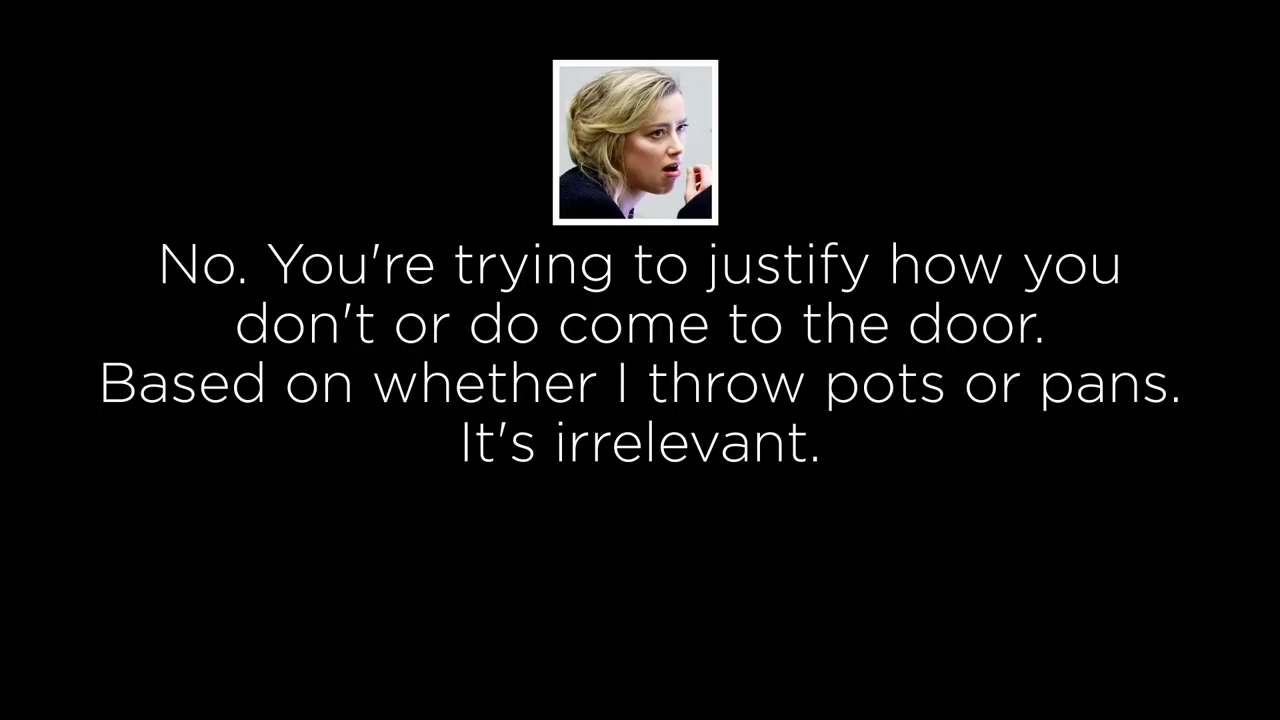 No. You're trying to justify how you
don't or do come to the door.
Based on whether I throw pots or pans.
It's irrelevant.